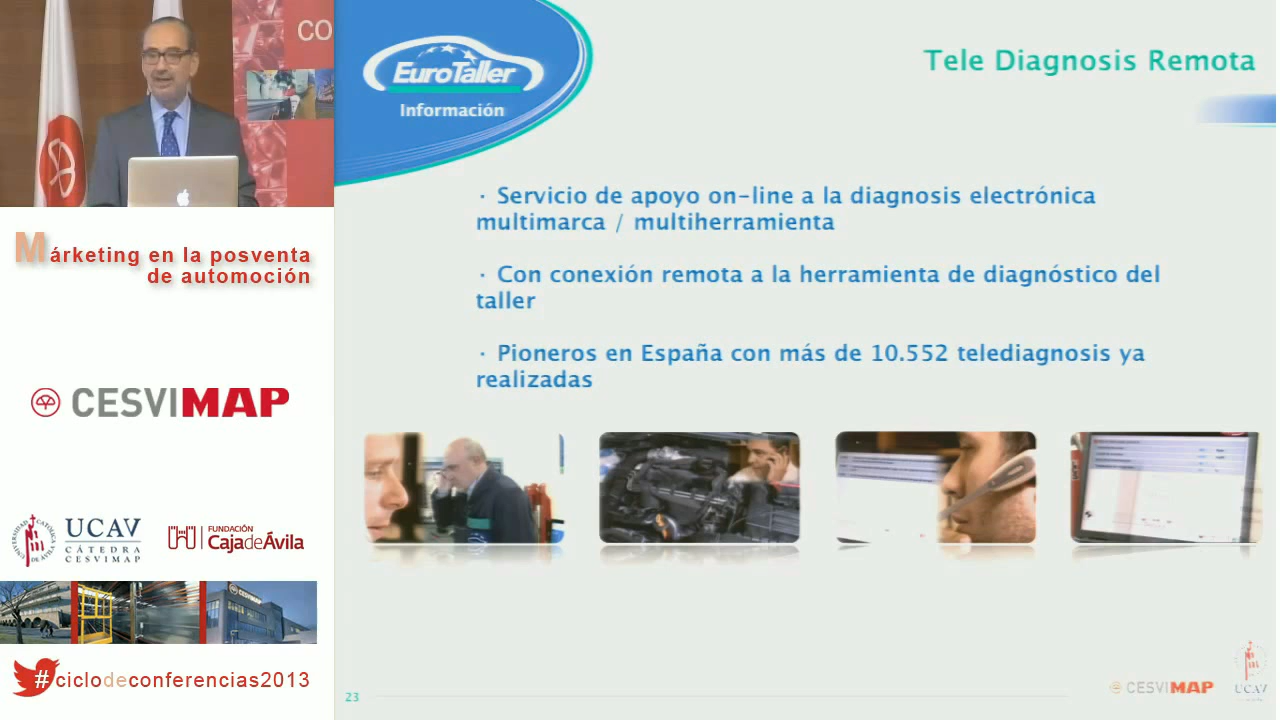 CO
Márketing en la posventa
de automoción
CESVIMAP
UCAV
CÁTEDRA
CESVIMAP
FUNDACIÓN
CajadeÁvila
CESVIMAP
#ciclodeconferencias2013
EuroTaller
Información
Tele Diagnosis Remota
· Servicio de apoyo on-line a la diagnosis electrónica
multimarca / multiherramienta
· Con conexión remota a la herramienta de diagnóstico del
taller
· Pioneros en España con más de 10.552 telediagnosis ya
realizadas
23
CESVIMAP
UCAV